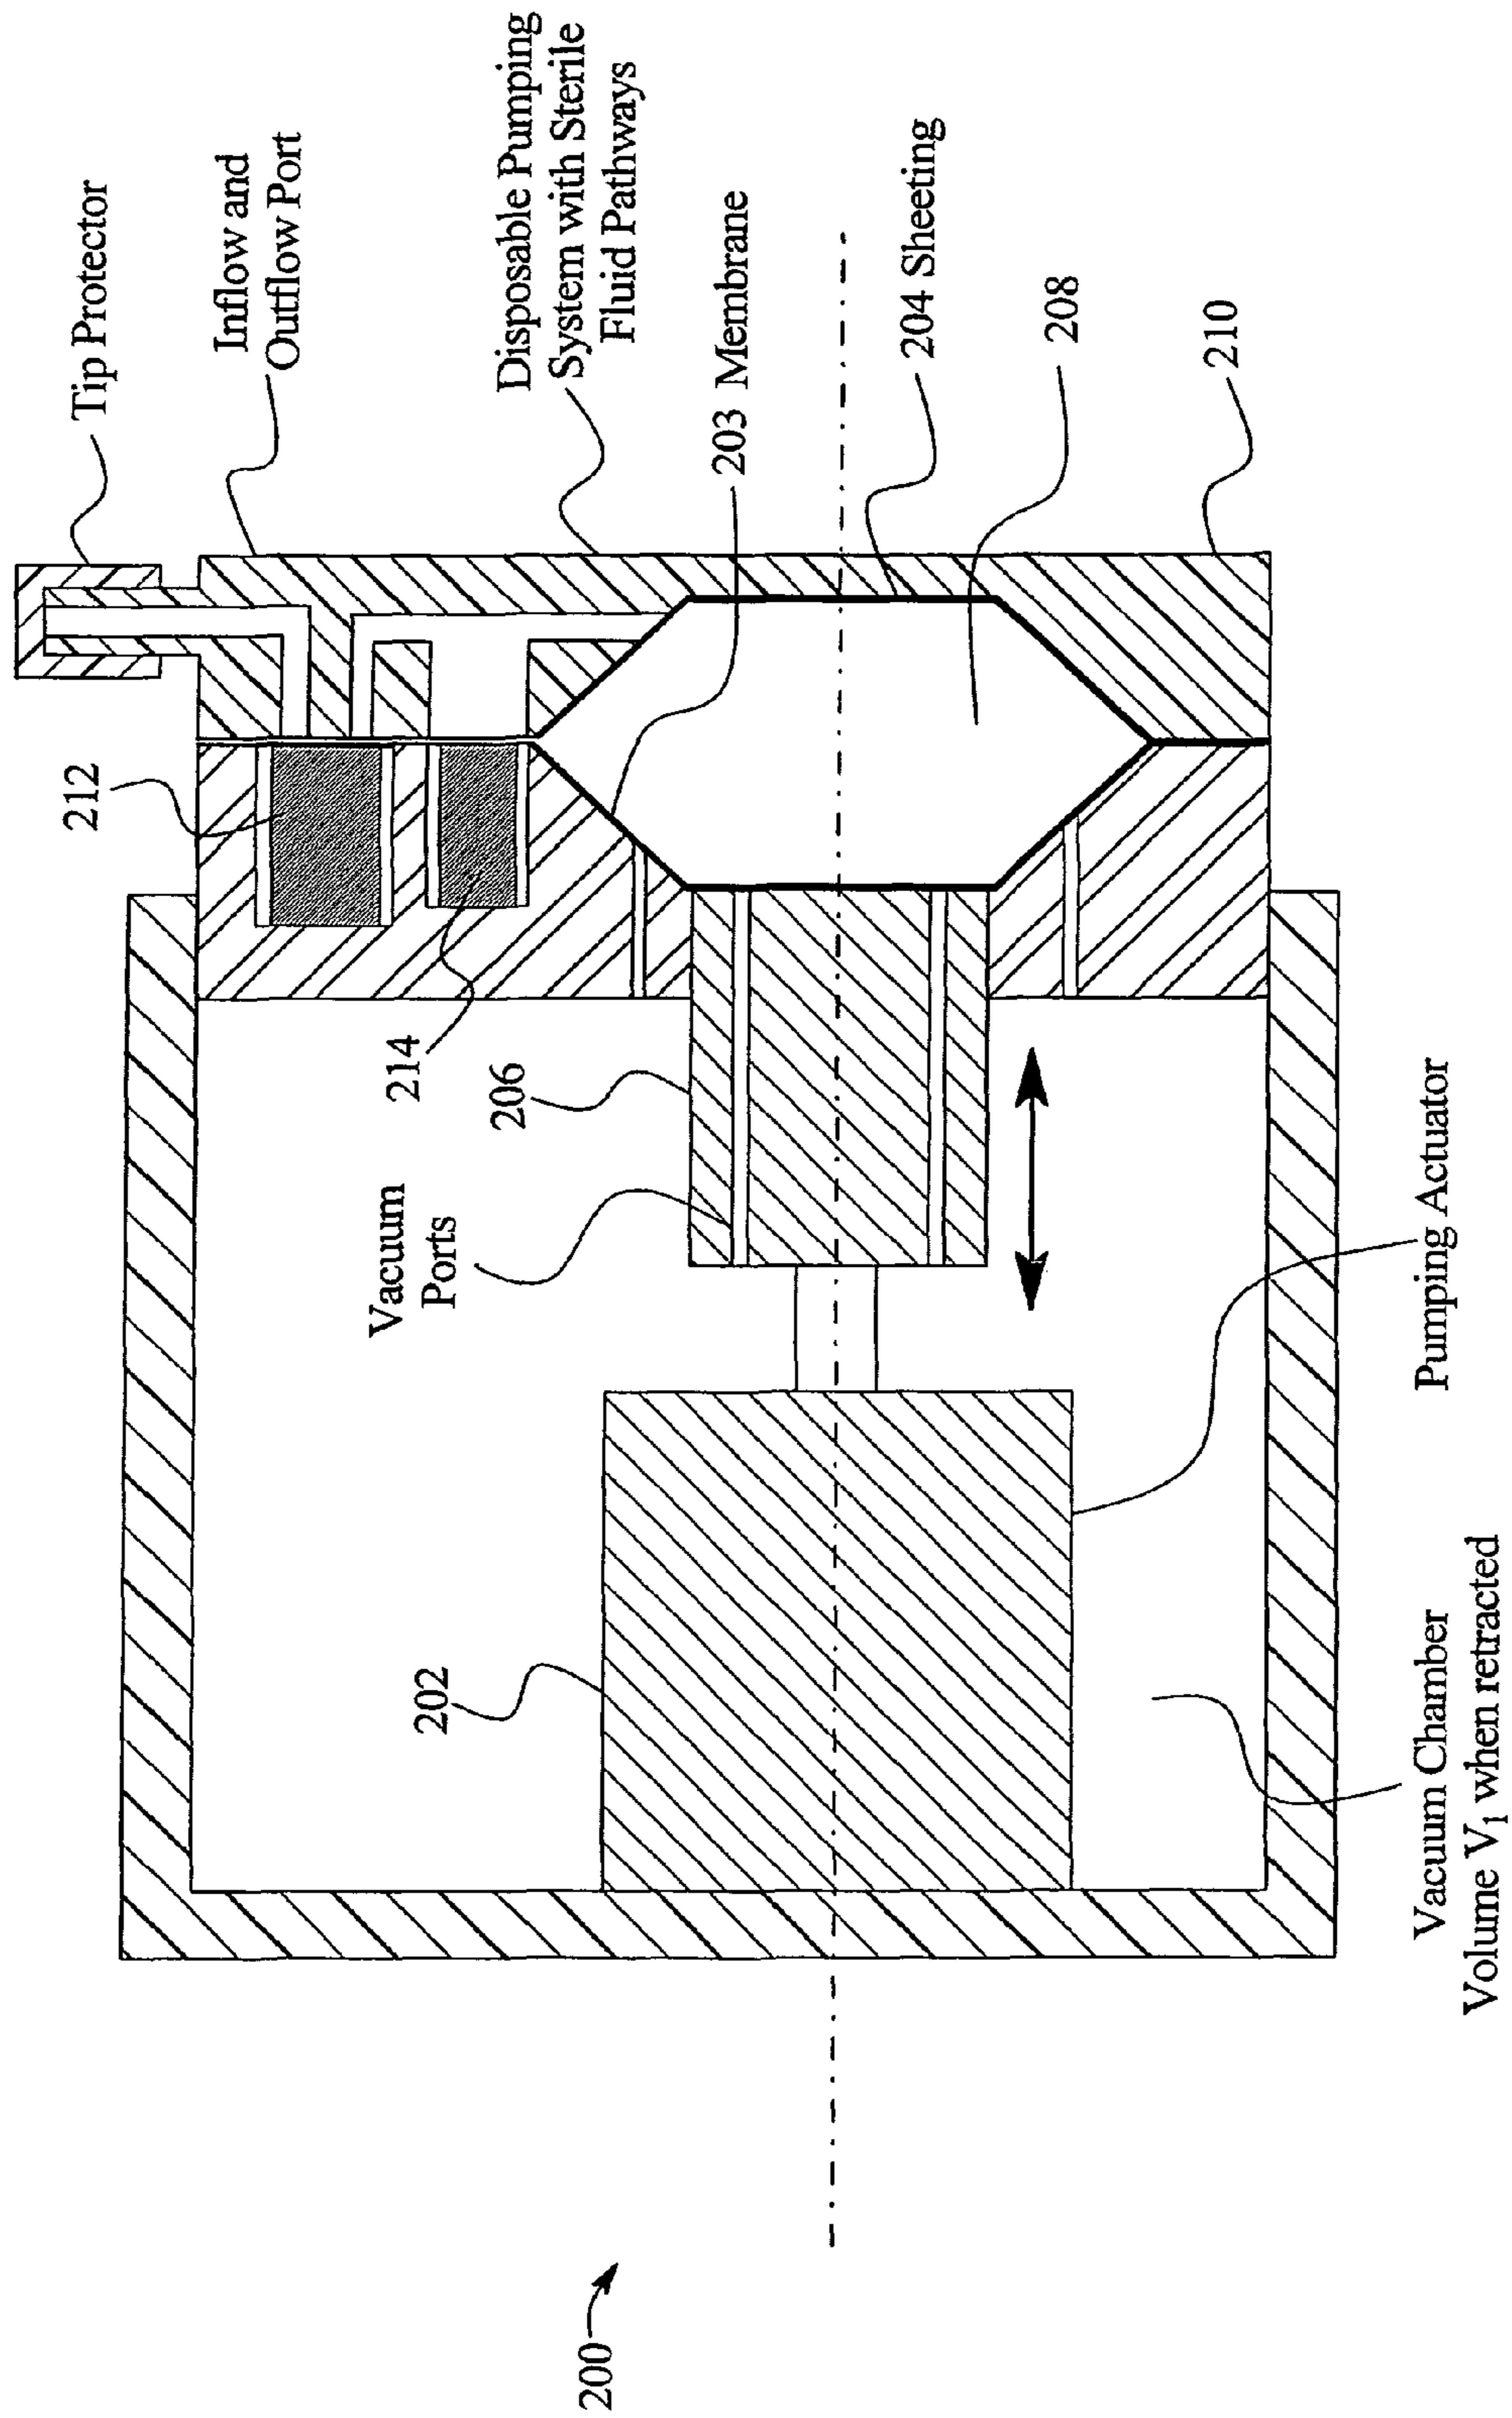 Tip Protector
Inflow and
Outflow Port
Disposable Pumping
System with Sterile
Fluid Pathways
203 Membrane
204 Sheeting
208
210
212
214
206
Vacuum
Ports
202
Pumping Actuator
Vacuum Chamber
Volume V₁ when retracted
200